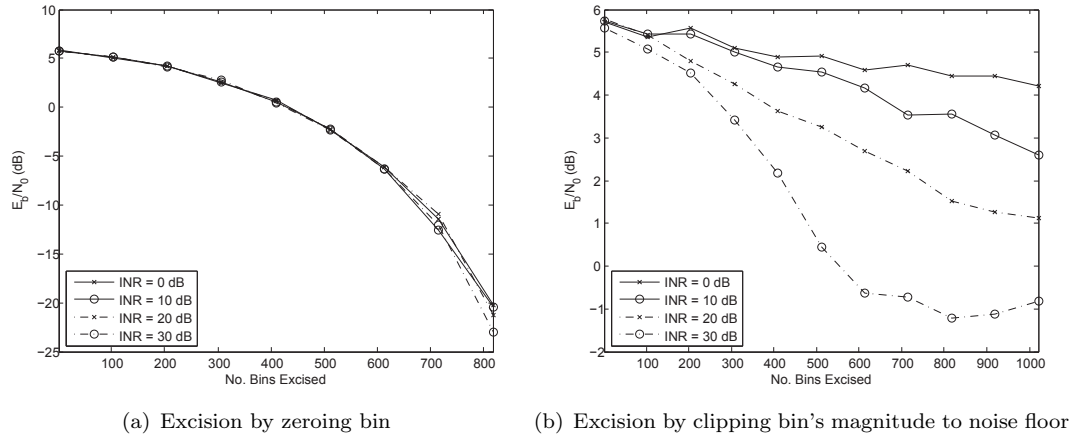 10
5
0
−5
−10
−15
−20
−25
E_b/N_0 (dB)
INR = 0 dB
INR = 10 dB
INR = 20 dB
INR = 30 dB
100 200 300 400 500 600 700 800
No. Bins Excised
(a) Excision by zeroing bin
6
5
4
3
2
1
0
−1
−2
E_b/N_0 (dB)
INR = 0 dB
INR = 10 dB
INR = 20 dB
INR = 30 dB
100 200 300 400 500 600 700 800 900 1000
No. Bins Excised
(b) Excision by clipping bin's magnitude to noise floor